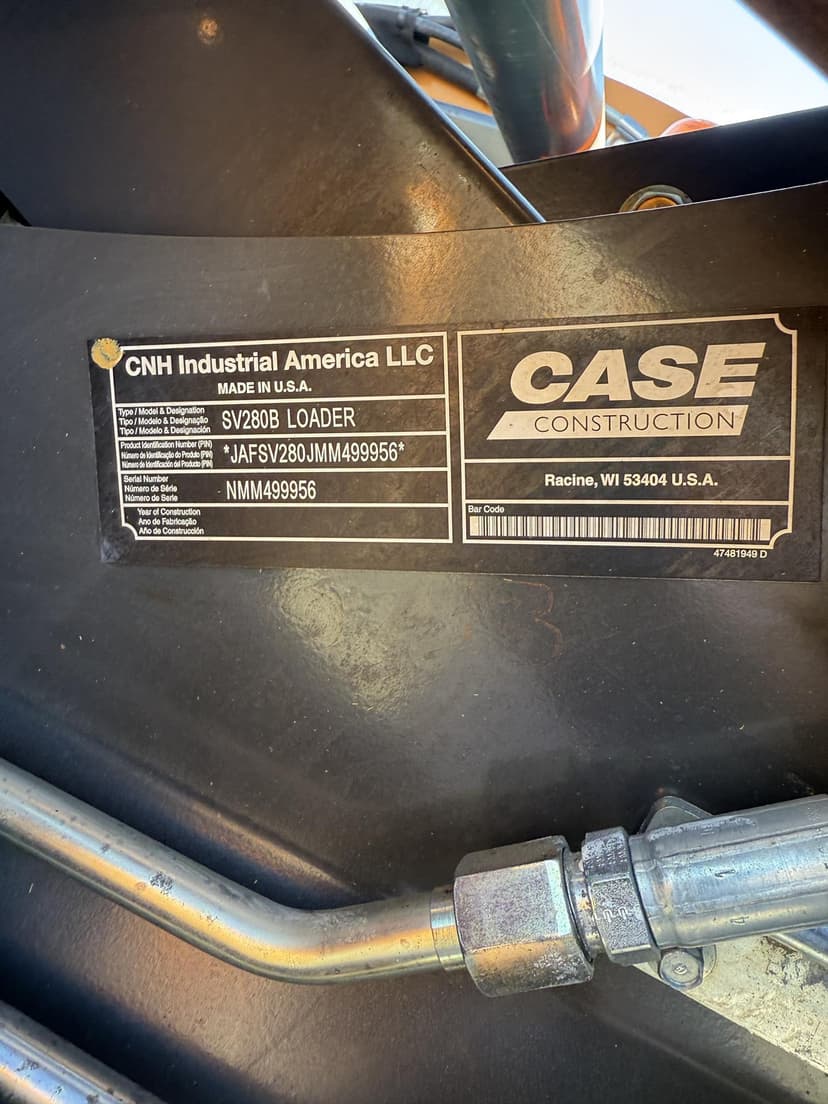 CNH Industrial America LLC
MADE IN U.S.A.
Type / Model & Designation
Tipo / Modelo & Designação
Tipo / Modelo & Designación
SV280B LOADER
Product Identification Number (PIN)
Número de Identificação do Produto (PIN)
Número de Identificación del Producto (PIN)
*JAFSV280JMM499956*
Serial Number
Número de Série
Número de Serie
NMM499956
Year of Construction
Ano de Fabricação
Año de Construcción
CASE
CONSTRUCTION
Racine, WI 53404 U.S.A.
Bar Code
47481949 D